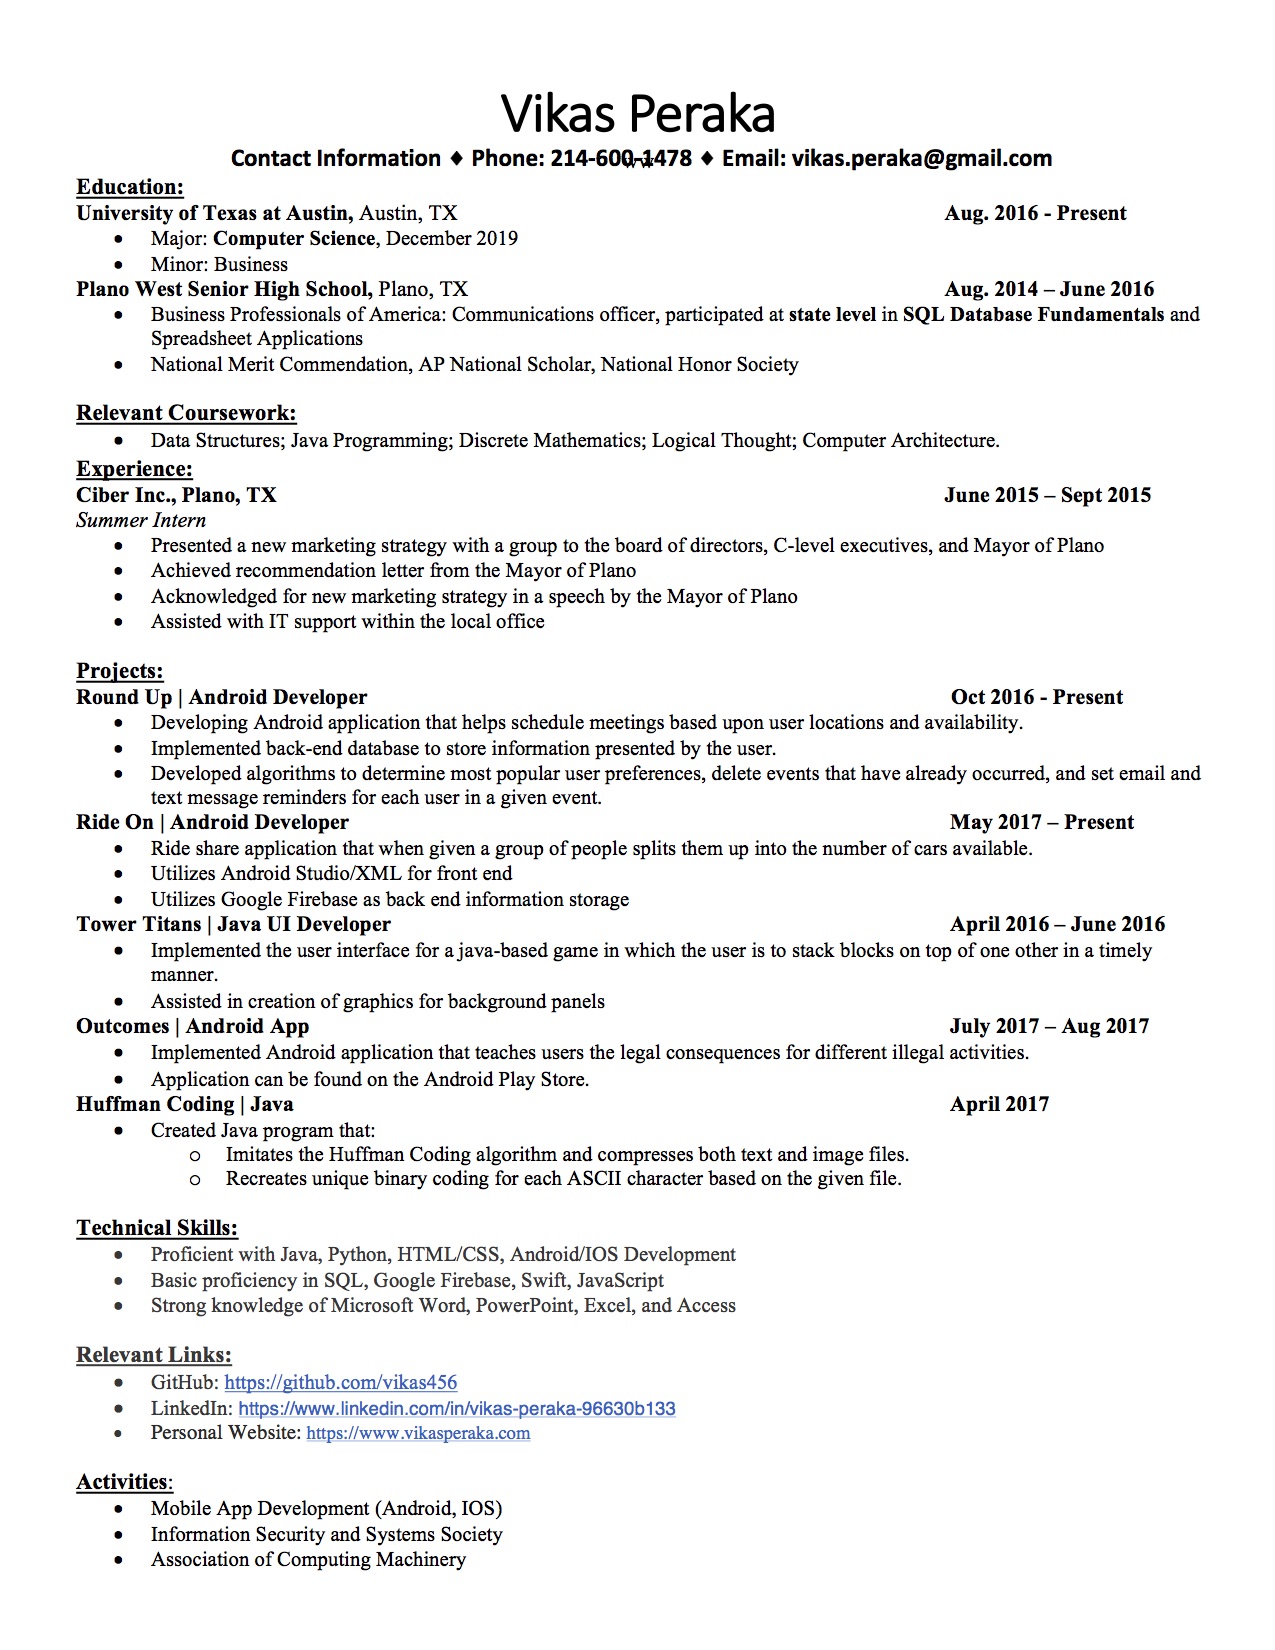 Vikas Peraka
Contact Information ♦ Phone: 214-600-1478 ♦ Email: vikas.peraka@gmail.com
Education:
University of Texas at Austin, Austin, TX Aug. 2016 - Present
• Major: Computer Science, December 2019
• Minor: Business
Plano West Senior High School, Plano, TX Aug. 2014 – June 2016
• Business Professionals of America: Communications officer, participated at state level in SQL Database Fundamentals and
Spreadsheet Applications
• National Merit Commendation, AP National Scholar, National Honor Society
Relevant Coursework:
• Data Structures; Java Programming; Discrete Mathematics; Logical Thought; Computer Architecture.
Experience:
Ciber Inc., Plano, TX June 2015 – Sept 2015
Summer Intern
• Presented a new marketing strategy with a group to the board of directors, C-level executives, and Mayor of Plano
• Achieved recommendation letter from the Mayor of Plano
• Acknowledged for new marketing strategy in a speech by the Mayor of Plano
• Assisted with IT support within the local office
Projects:
Round Up | Android Developer Oct 2016 - Present
• Developing Android application that helps schedule meetings based upon user locations and availability.
• Implemented back-end database to store information presented by the user.
• Developed algorithms to determine most popular user preferences, delete events that have already occurred, and set email and
text message reminders for each user in a given event.
Ride On | Android Developer May 2017 – Present
• Ride share application that when given a group of people splits them up into the number of cars available.
• Utilizes Android Studio/XML for front end
• Utilizes Google Firebase as back end information storage
Tower Titans | Java UI Developer April 2016 – June 2016
• Implemented the user interface for a java-based game in which the user is to stack blocks on top of one other in a timely
manner.
• Assisted in creation of graphics for background panels
Outcomes | Android App July 2017 – Aug 2017
• Implemented Android application that teaches users the legal consequences for different illegal activities.
• Application can be found on the Android Play Store.
Huffman Coding | Java April 2017
• Created Java program that:
o Imitates the Huffman Coding algorithm and compresses both text and image files.
o Recreates unique binary coding for each ASCII character based on the given file.
Technical Skills:
• Proficient with Java, Python, HTML/CSS, Android/IOS Development
• Basic proficiency in SQL, Google Firebase, Swift, JavaScript
• Strong knowledge of Microsoft Word, PowerPoint, Excel, and Access
Relevant Links:
• GitHub: https://github.com/vikas456
• LinkedIn: https://www.linkedin.com/in/vikas-peraka-96630b133
• Personal Website: https://www.vikasperaka.com
Activities:
• Mobile App Development (Android, IOS)
• Information Security and Systems Society
• Association of Computing Machinery